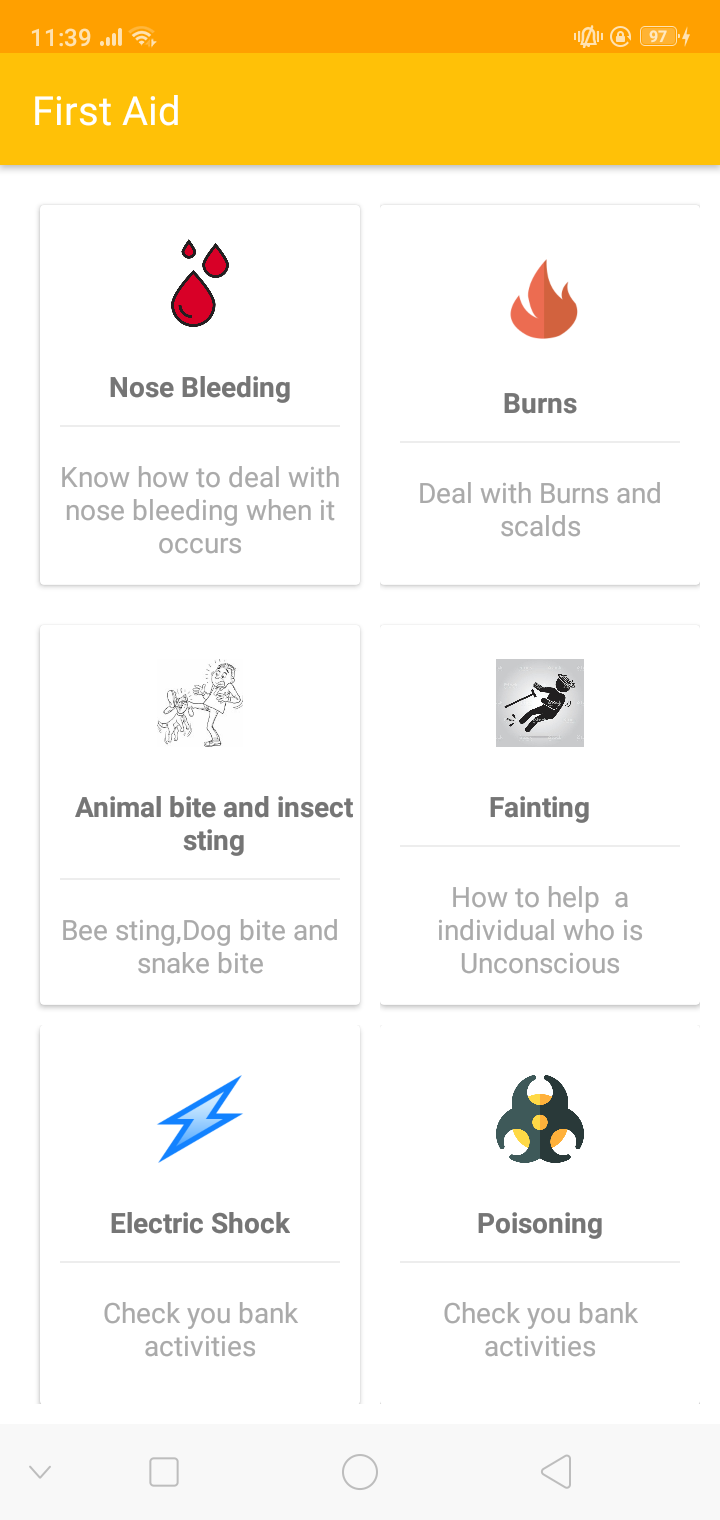 11:39
97
First Aid
Nose Bleeding
Know how to deal with
nose bleeding when it
occurs
Burns
Deal with Burns and
scalds
Animal bite and insect
sting
Bee sting,Dog bite and
snake bite
Fainting
How to help  a
individual who is
Unconscious
Electric Shock
Check you bank
activities
Poisoning
Check you bank
activities